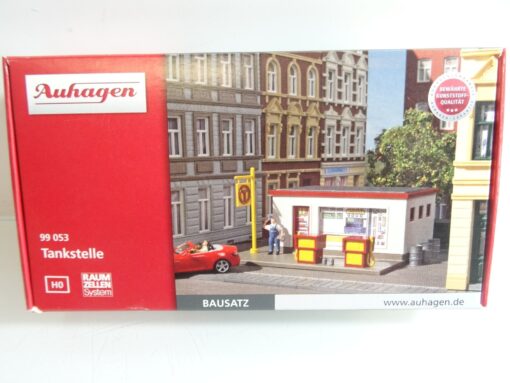 Auhagen
BEWÄHRTE
KUNSTSTOFF-
QUALITÄT
99 053
Tankstelle
H0
RAUM
ZELLEN
System
BAUSATZ
www.auhagen.de